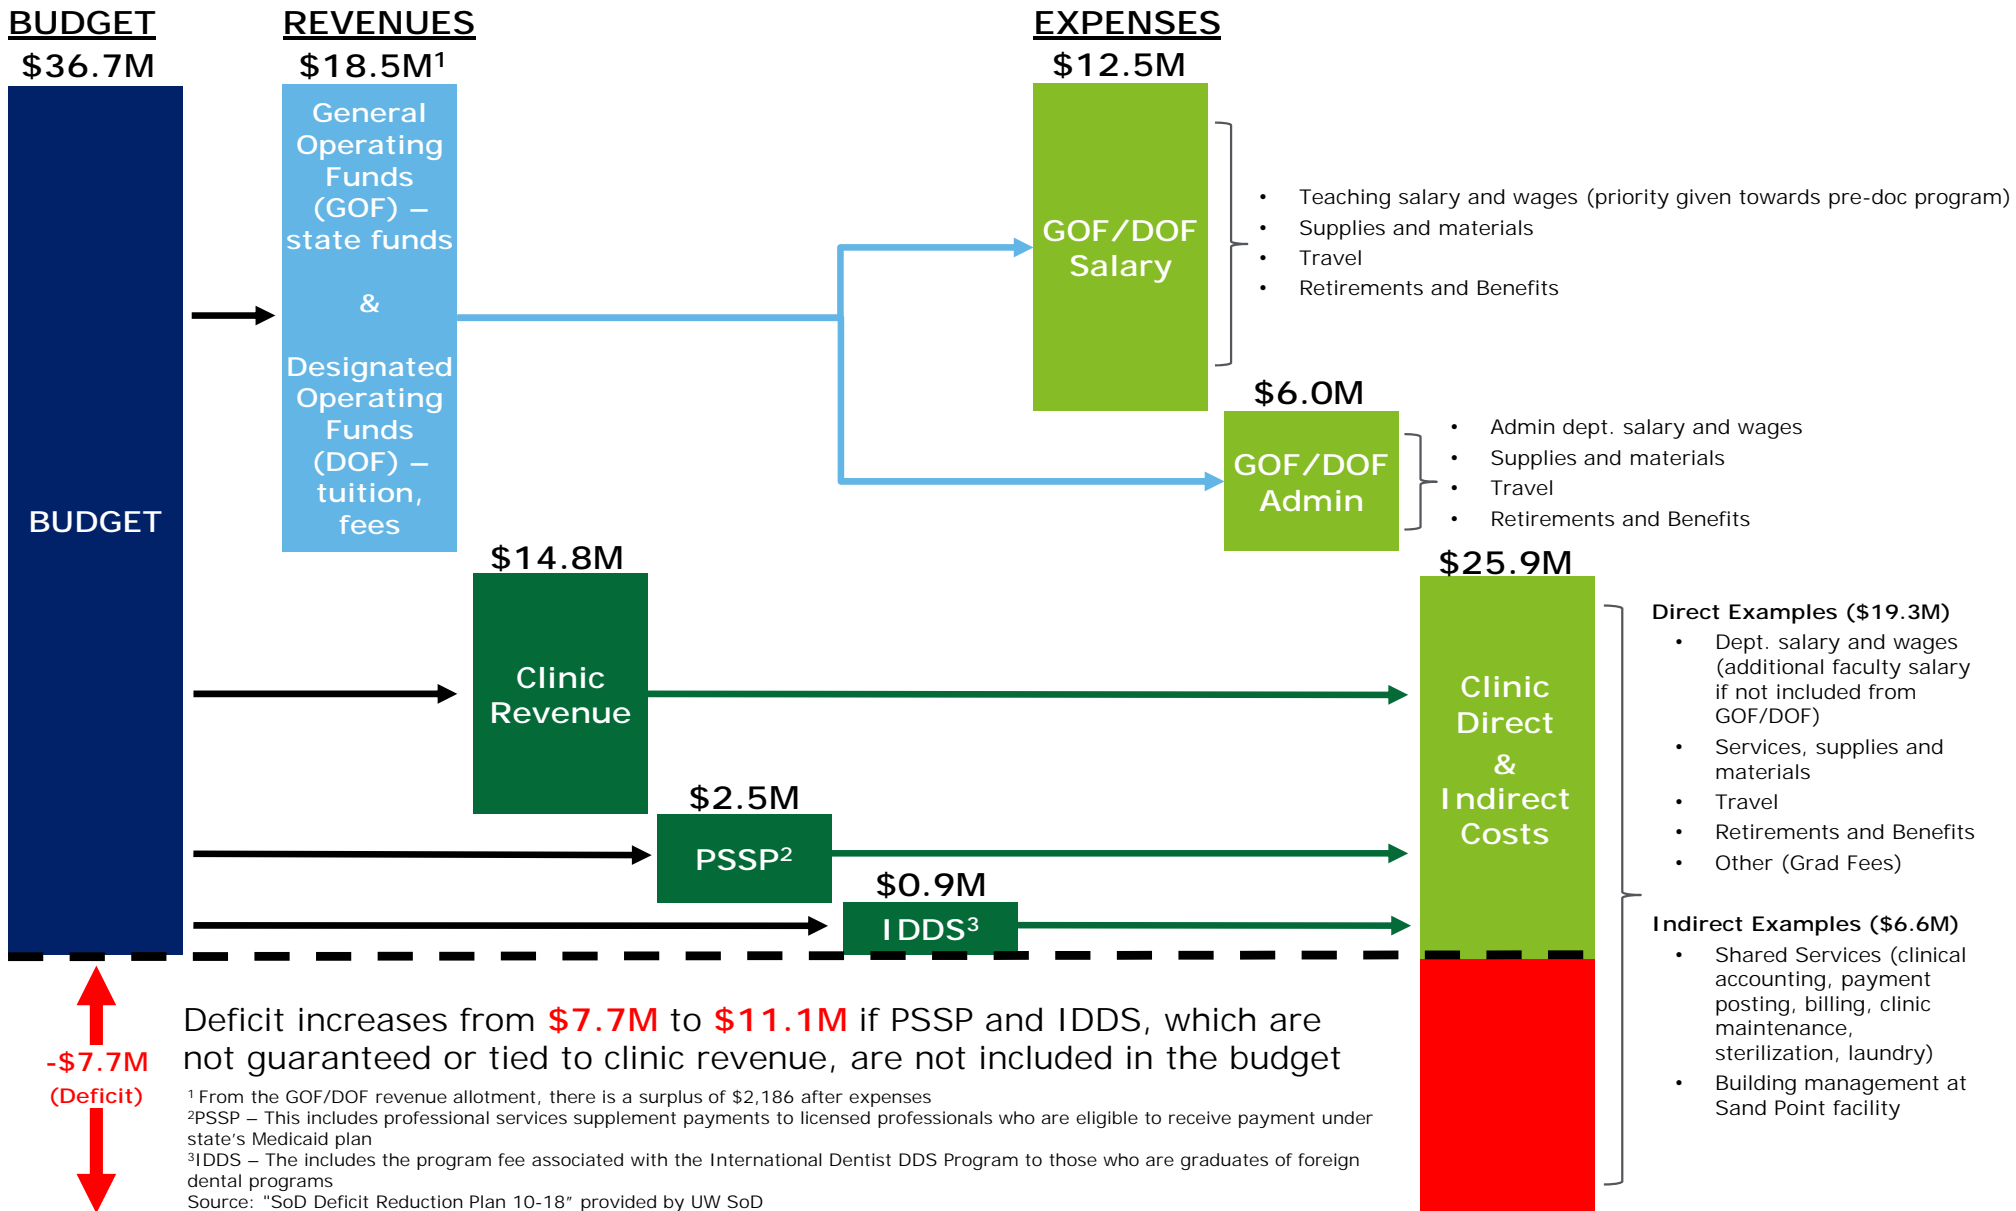 BUDGET
$36.7M
BUDGET
-$7.7M
(Deficit)
REVENUES
$18.5M¹
General
Operating
Funds
(GOF) –
state funds
&
Designated
Operating
Funds
(DOF) –
tuition,
fees
$14.8M
Clinic
Revenue
$2.5M
PSSP²
$0.9M
IDDS³
EXPENSES
$12.5M
GOF/DOF
Salary
• Teaching salary and wages (priority given towards pre-doc program)
• Supplies and materials
• Travel
• Retirements and Benefits
$6.0M
GOF/DOF
Admin
• Admin dept. salary and wages
• Supplies and materials
• Travel
• Retirements and Benefits
$25.9M
Clinic
Direct
&
Indirect
Costs
Direct Examples ($19.3M)
• Dept. salary and wages
(additional faculty salary
if not included from
GOF/DOF)
• Services, supplies and
materials
• Travel
• Retirements and Benefits
• Other (Grad Fees)
Indirect Examples ($6.6M)
• Shared Services (clinical
accounting, payment
posting, billing, clinic
maintenance,
sterilization, laundry)
• Building management at
Sand Point facility
Deficit increases from $7.7M to $11.1M if PSSP and IDDS, which are
not guaranteed or tied to clinic revenue, are not included in the budget
¹ From the GOF/DOF revenue allotment, there is a surplus of $2,186 after expenses
²PSSP – This includes professional services supplement payments to licensed professionals who are eligible to receive payment under
state’s Medicaid plan
³IDDS – The includes the program fee associated with the International Dentist DDS Program to those who are graduates of foreign
dental programs
Source: "SoD Deficit Reduction Plan 10-18” provided by UW SoD